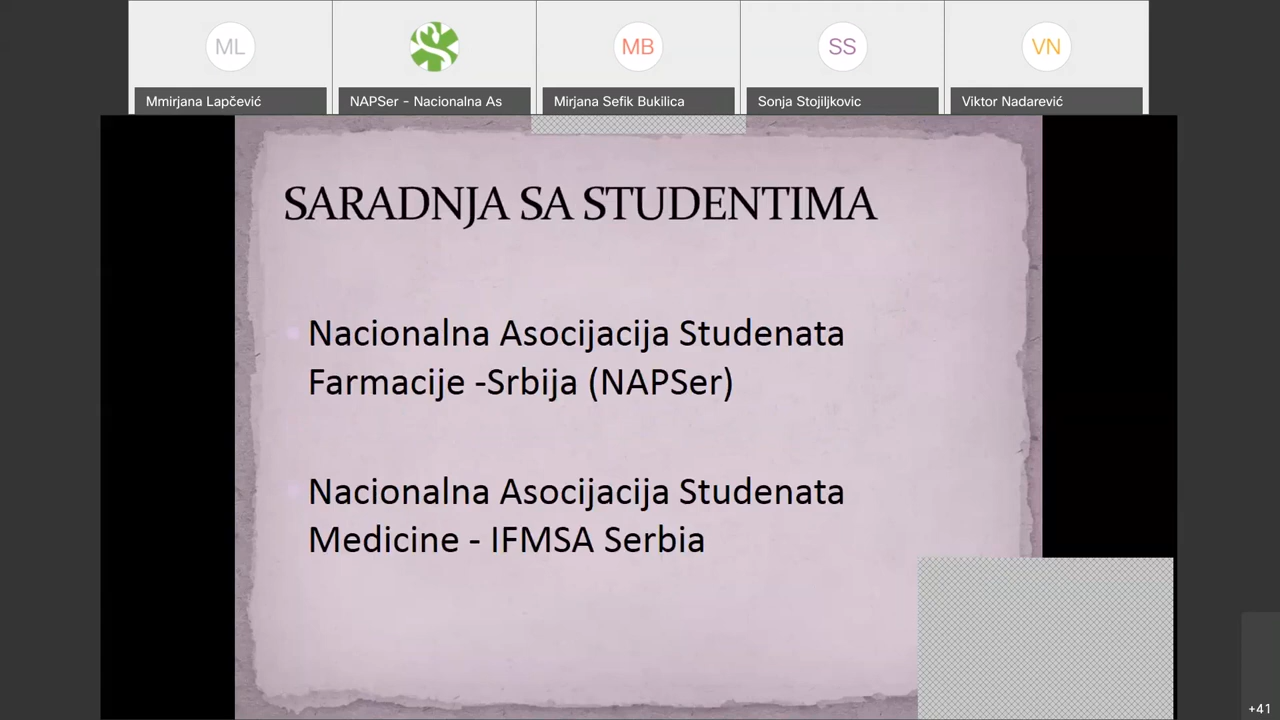 ML
MB
SS
VN
Mmirjana Lapčević
NAPSer - Nacionalna As
Mirjana Sefik Bukilica
Sonja Stojiljkovic
Viktor Nadarević
SARADNJA SA STUDENTIMA
Nacionalna Asocijacija Studenata
Farmacije -Srbija (NAPSer)
Nacionalna Asocijacija Studenata
Medicine - IFMSA Serbia
+41